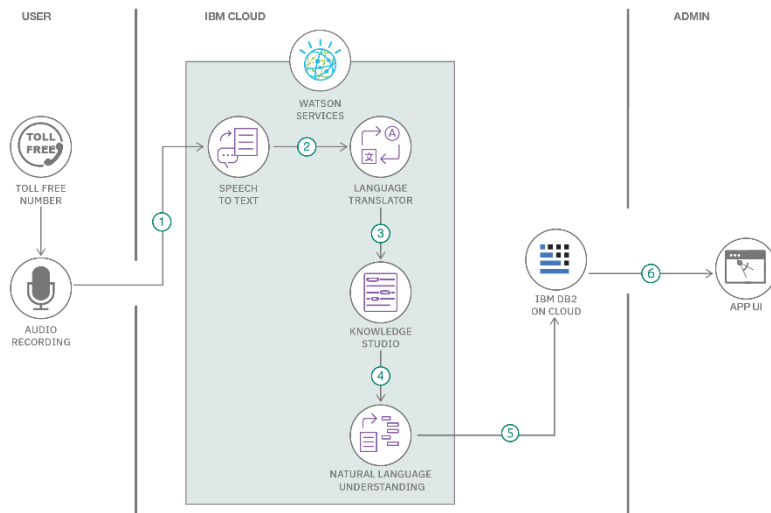 USER
IBM CLOUD
ADMIN
WATSON
SERVICES
TOLL
FREE
TOLL FREE
NUMBER
1
SPEECH
TO TEXT
2
A
文
LANGUAGE
TRANSLATOR
3
AUDIO
RECORDING
KNOWLEDGE
STUDIO
4
NATURAL LANGUAGE
UNDERSTANDING
5
IBM DB2
ON CLOUD
6
APP UI